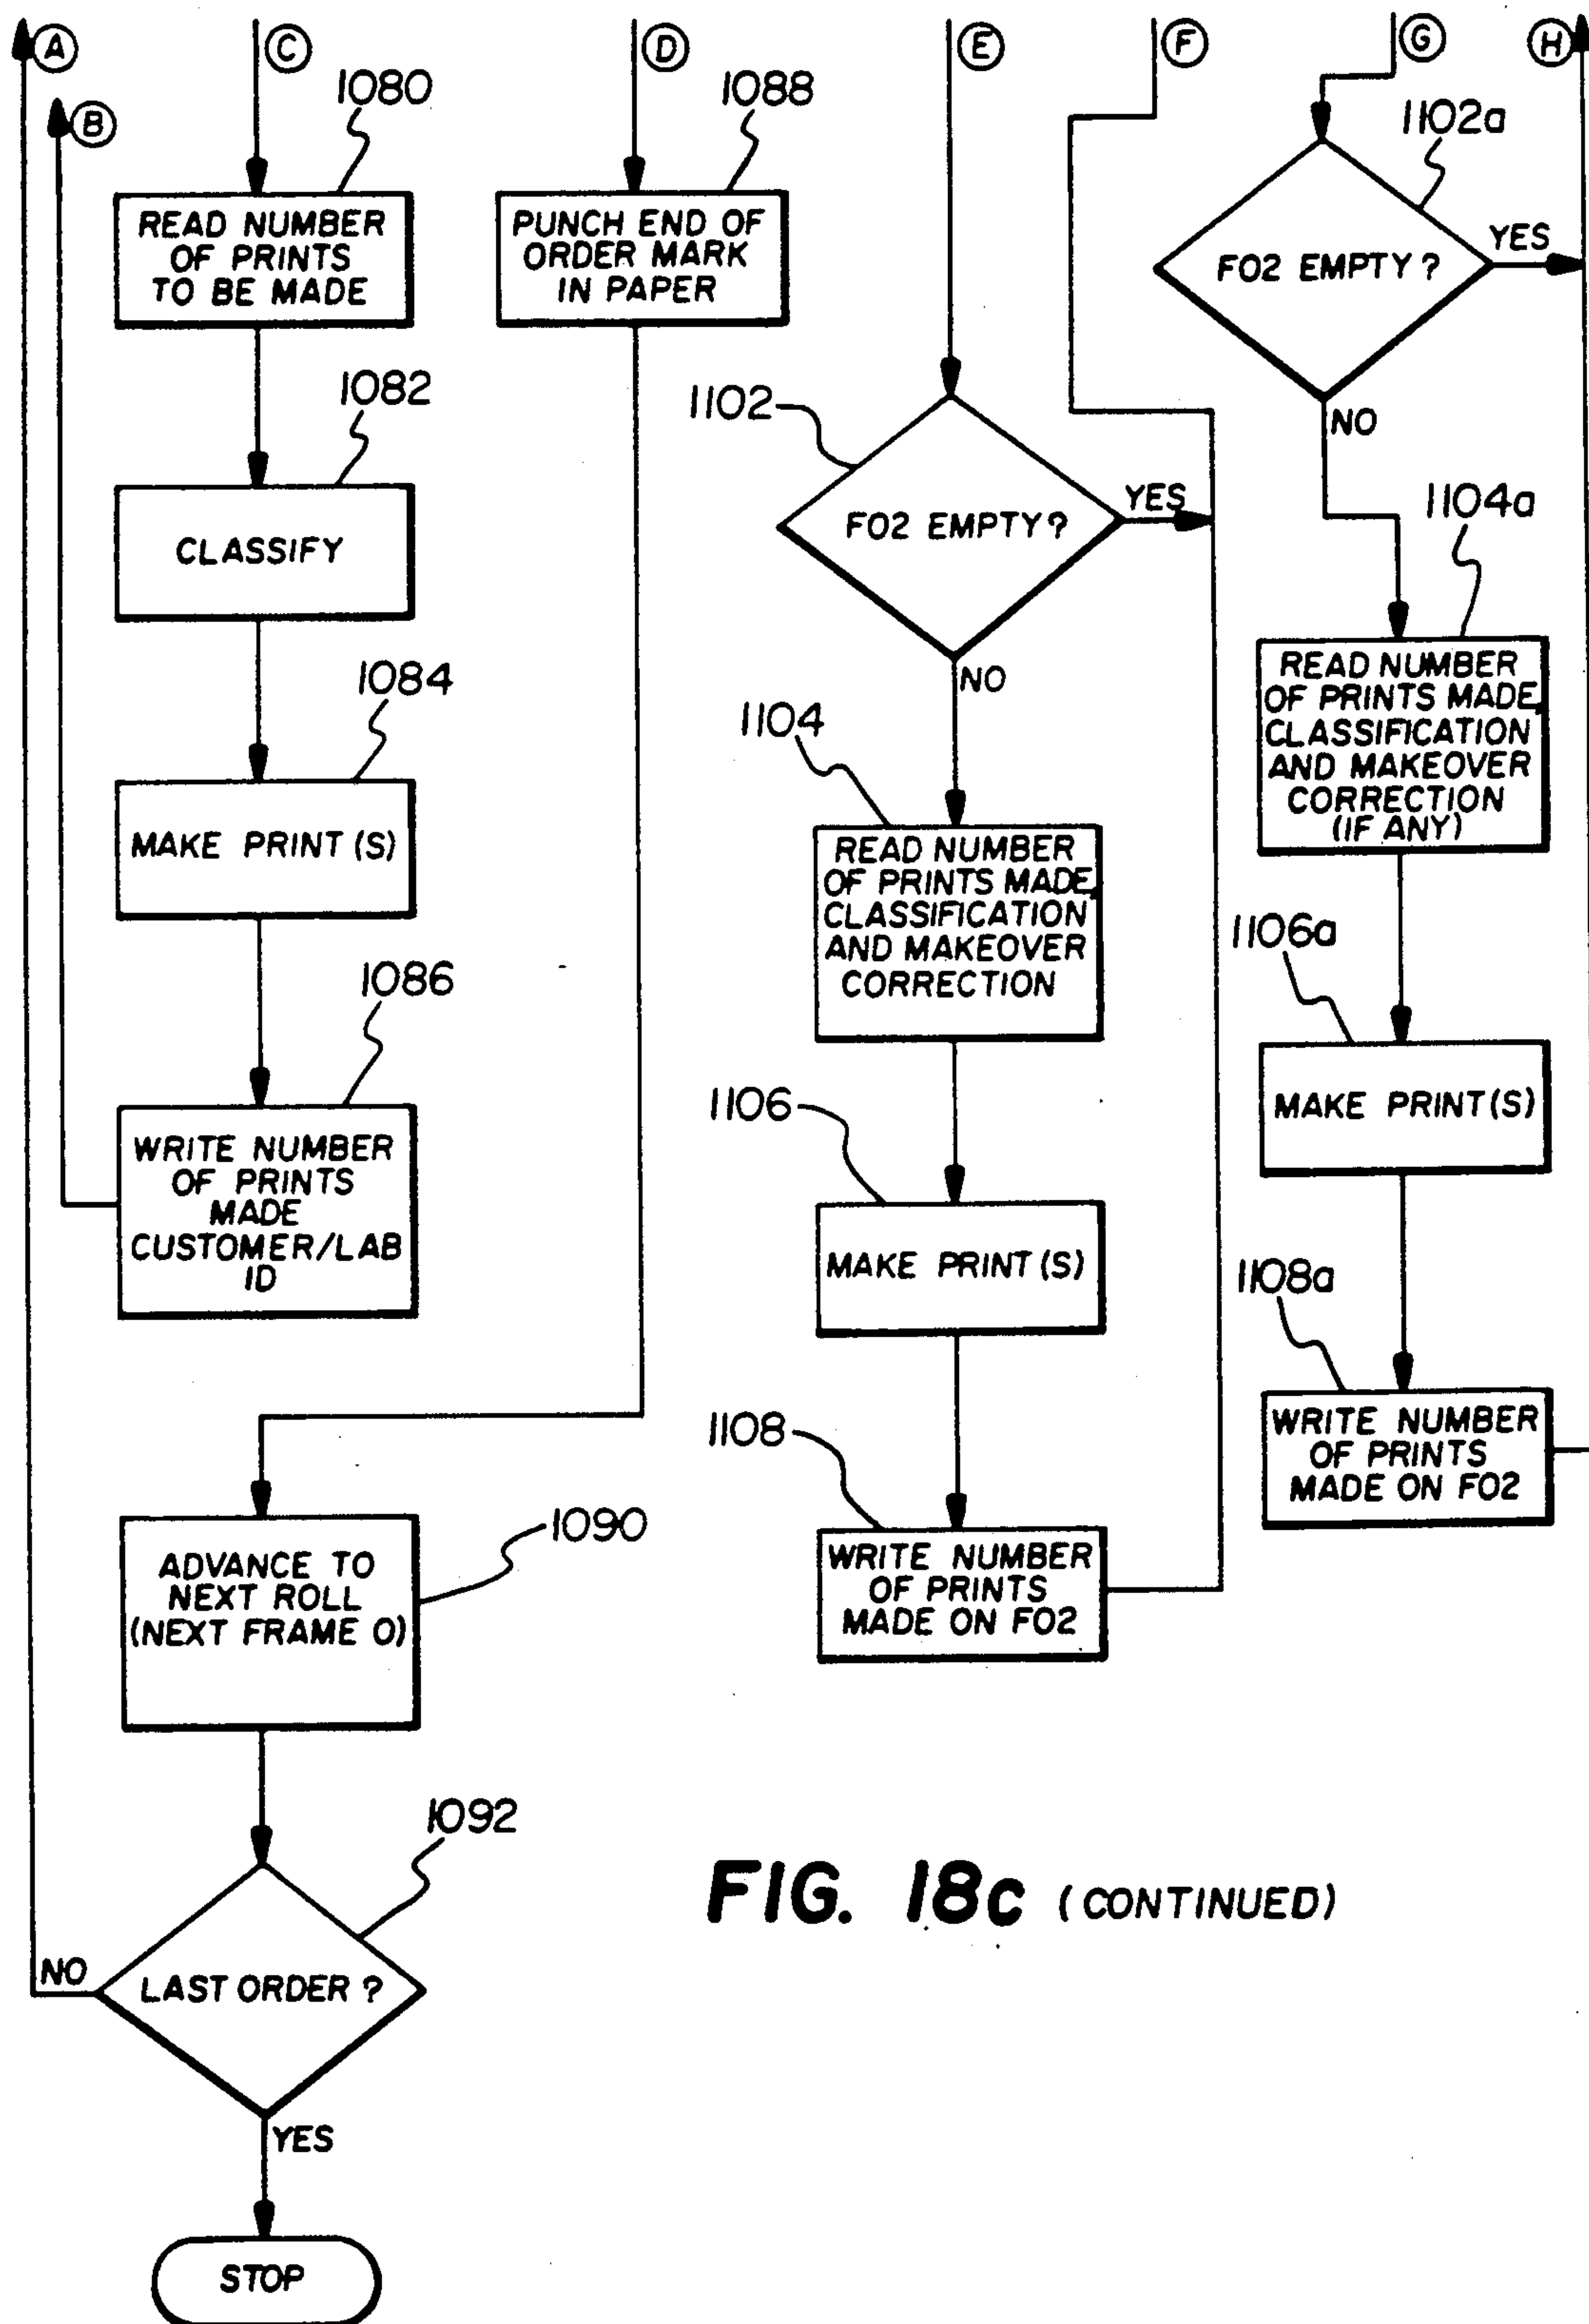 A
B
C
1080
READ NUMBER
OF PRINTS
TO BE MADE
1082
CLASSIFY
1084
MAKE PRINT(S)
1086
WRITE NUMBER
OF PRINTS
MADE
CUSTOMER/LAB
ID
D
1088
PUNCH END OF
ORDER MARK
IN PAPER
1090
ADVANCE TO
NEXT ROLL
(NEXT FRAME 0)
1092
LAST ORDER?
NO
YES
STOP
E
1102
FO2 EMPTY?
YES
NO
1104
READ NUMBER
OF PRINTS MADE,
CLASSIFICATION
AND MAKEOVER
CORRECTION
1106
MAKE PRINT(S)
1108
WRITE NUMBER
OF PRINTS
MADE ON FO2
F
G
H
1102a
FO2 EMPTY?
YES
NO
1104a
READ NUMBER
OF PRINTS MADE,
CLASSIFICATION
AND MAKEOVER
CORRECTION
(IF ANY)
1106a
MAKE PRINT(S)
1108a
WRITE NUMBER
OF PRINTS
MADE ON FO2
FIG. 18c (CONTINUED)